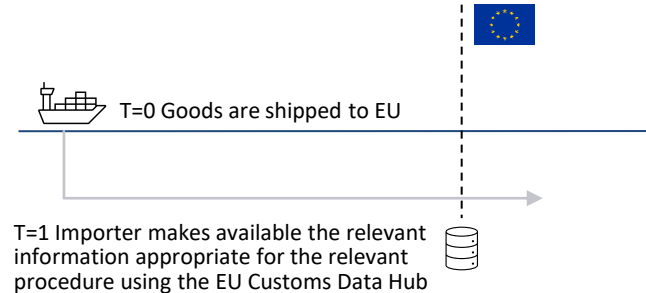 T=0 Goods are shipped to EU
T=1 Importer makes available the relevant
information appropriate for the relevant
procedure using the EU Customs Data Hub